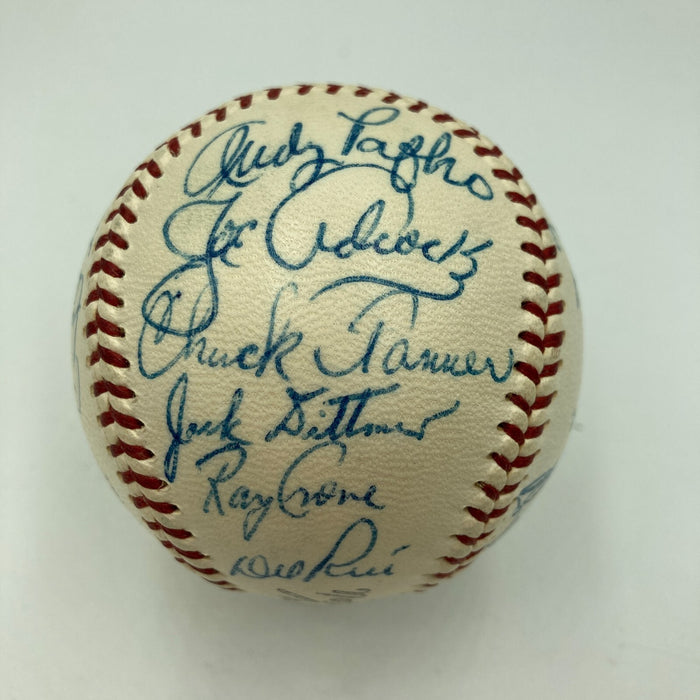 Andy Pafko
Joe Adcock
Chuck Tanner
Jack Dittmer
Ray Crone
Del Rice